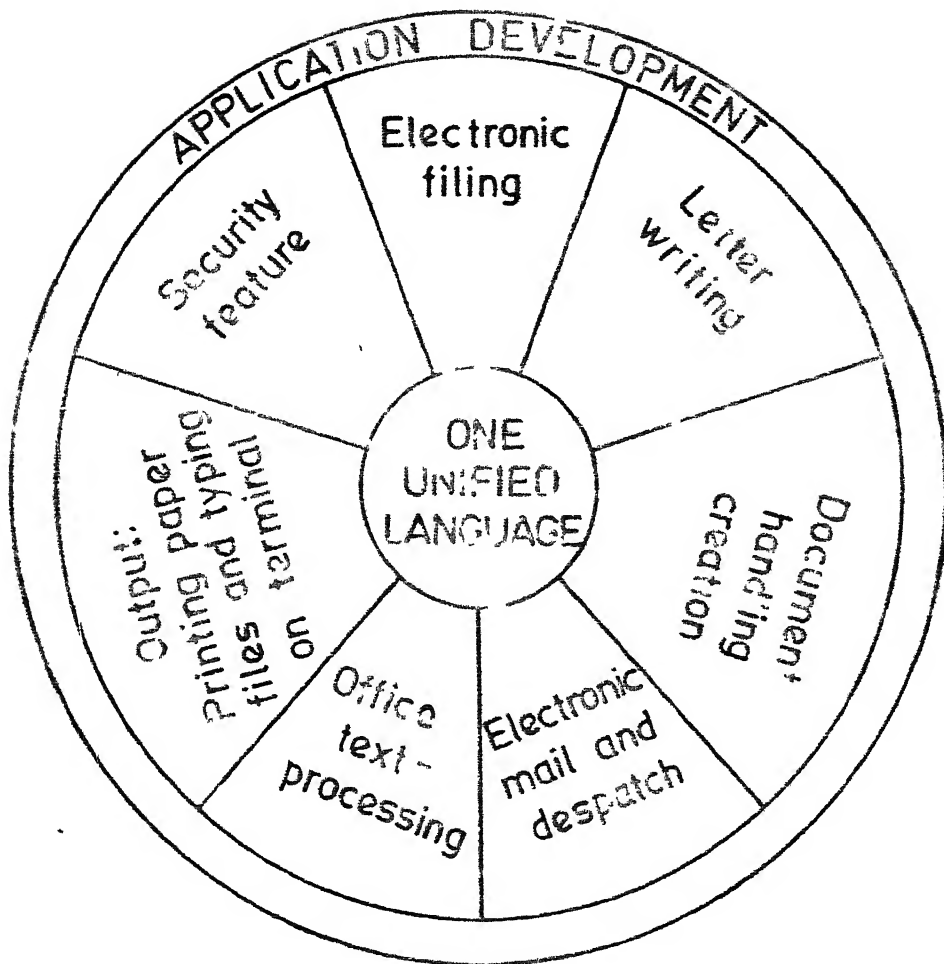 APPLICATION DEVELOPMENT
Electronic
filing
Letter
writing
Document
handling
creation
Electronic
mail and
despatch
Office
text-
processing
Output:
Printing paper
files and typing
on terminal
Security
feature
ONE
UNIFIED
LANGUAGE